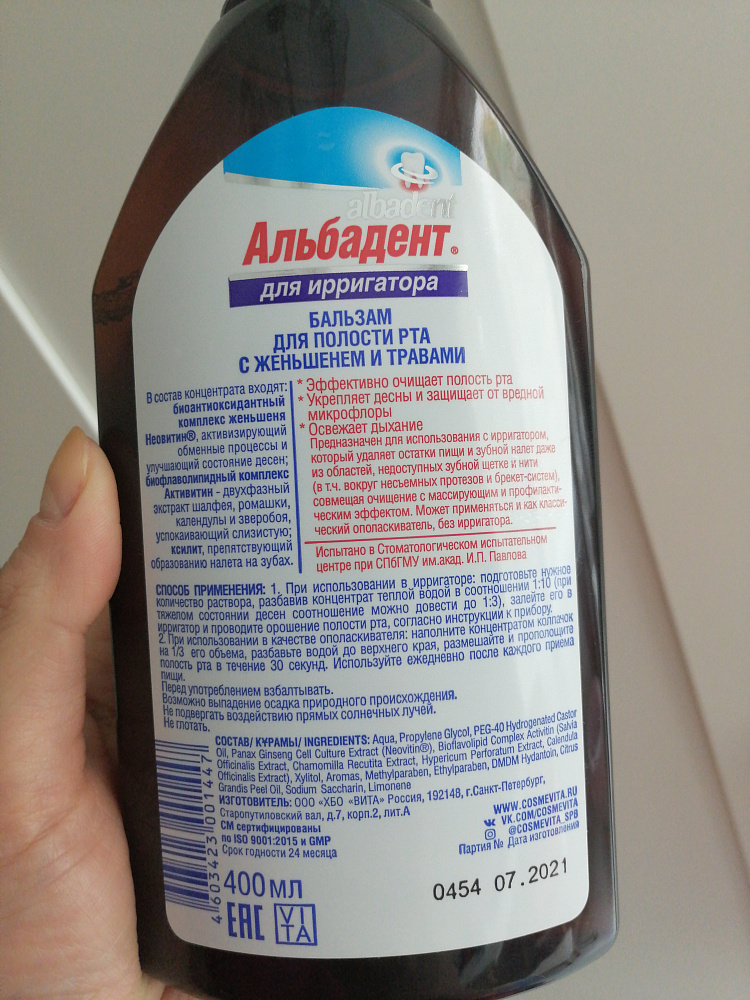 albadent
Альбадент®
для ирригатора
БАЛЬЗАМ
ДЛЯ ПОЛОСТИ РТА
С ЖЕНЬШЕНЕМ И ТРАВАМИ
В состав концентрата входят:
биоантиоксидантный
комплекс женьшеня
Неовитин®, активизирующий
обменные процессы и
улучшающий состояние десен;
биофлаволипидный комплекс
Активитин - двухфазный
экстракт шалфея, ромашки,
календулы и зверобоя,
успокаивающий слизистую;
ксилит, препятствующий
образованию налета на зубах.
* Эффективно очищает полость рта
* Укрепляет десны и защищает от вредной
микрофлоры
* Освежает дыхание
Предназначен для использования с ирригатором,
который удаляет остатки пищи и зубной налет даже
из областей, недоступных зубной щетке и нити
(в т.ч. вокруг несъемных протезов и брекет-систем),
совмещая очищение с массирующим и профилакти-
ческим эффектом. Может применяться и как класси-
ческий ополаскиватель, без ирригатора.
Испытано в Стоматологическом испытательном
центре при СПбГМУ им.акад. И.П. Павлова
СПОСОБ ПРИМЕНЕНИЯ: 1. При использовании в ирригаторе: подготовьте нужное
количество раствора, разбавив концентрат теплой водой в соотношении 1:10 (при
тяжелом состоянии десен соотношение можно довести до 1:3), залейте его в
ирригатор и проводите орошение полости рта, согласно инструкции к прибору.
2. При использовании в качестве ополаскивателя: наполните концентратом колпачок
на 1/3 его объема, разбавьте водой до верхнего края, размешайте и прополощите
полость рта в течение 30 секунд. Используйте ежедневно после каждого приема
пищи.
Перед употреблением взбалтывать.
Возможно выпадение осадка природного происхождения.
Не подвергать воздействию прямых солнечных лучей.
Не глотать.
СОСТАВ/ ҚҰРАМЫ/ INGREDIENTS: Aqua, Propylene Glycol, PEG-40 Hydrogenated Castor
Oil, Panax Ginseng Cell Culture Extract (Neovitin®), Bioflavolipid Complex Activitin (Salvia
Officinalis Extract, Chamomilla Recutita Extract, Hypericum Perforatum Extract, Calendula
Officinalis Extract), Xylitol, Aromas, Methylparaben, Ethylparaben, DMDM Hydantoin, Citrus
Grandis Peel Oil, Sodium Saccharin, Limonene
ИЗГОТОВИТЕЛЬ: ООО «ХБО «ВИТА» Россия, 192148, г.Санкт-Петербург,
Старопутиловский вал, д.7, корп.2, лит.А
СМ сертифицированы
по ISO 9001:2015 и GMP
Срок годности 24 месяца
WWW.COSMEVITA.RU
VK.COM/COSMEVITA
@COSMEVITA_SPB
Партия № Дата изготовления
4 603423 001447
400 мл
0454 07.2021
EAC
VITA